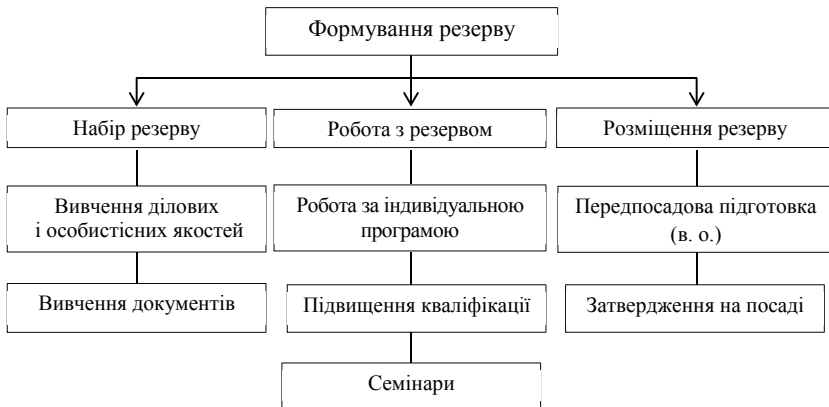 Формування резерву
Набір резерву
Робота з резервом
Розміщення резерву
Вивчення ділових
і особистісних якостей
Робота за індивідуальною
програмою
Передпосадова підготовка
(в. о.)
Вивчення документів
Підвищення кваліфікації
Затвердження на посаді
Семінари